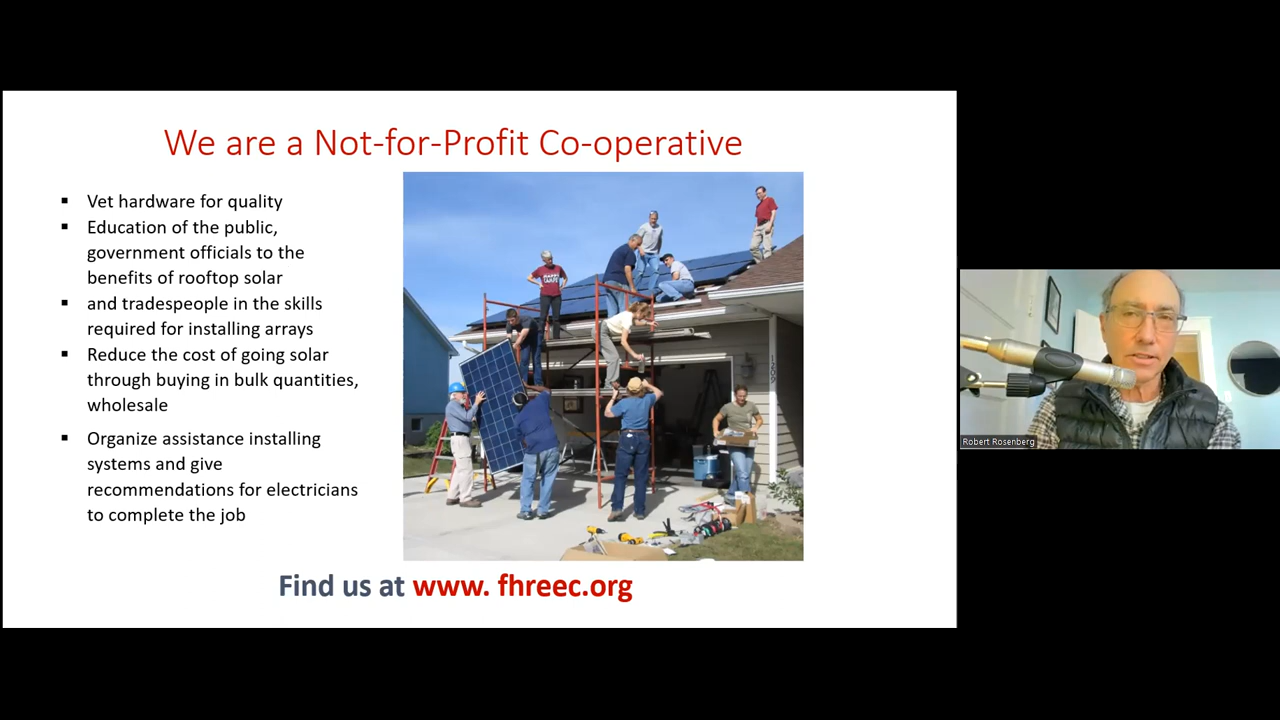 We are a Not-for-Profit Co-operative
▪ Vet hardware for quality
▪ Education of the public,
government officials to the
benefits of rooftop solar
▪ and tradespeople in the skills
required for installing arrays
▪ Reduce the cost of going solar
through buying in bulk quantities,
wholesale
▪ Organize assistance installing
systems and give
recommendations for electricians
to complete the job
1209
Find us at www. fhreec.org
Robert Rosenberg